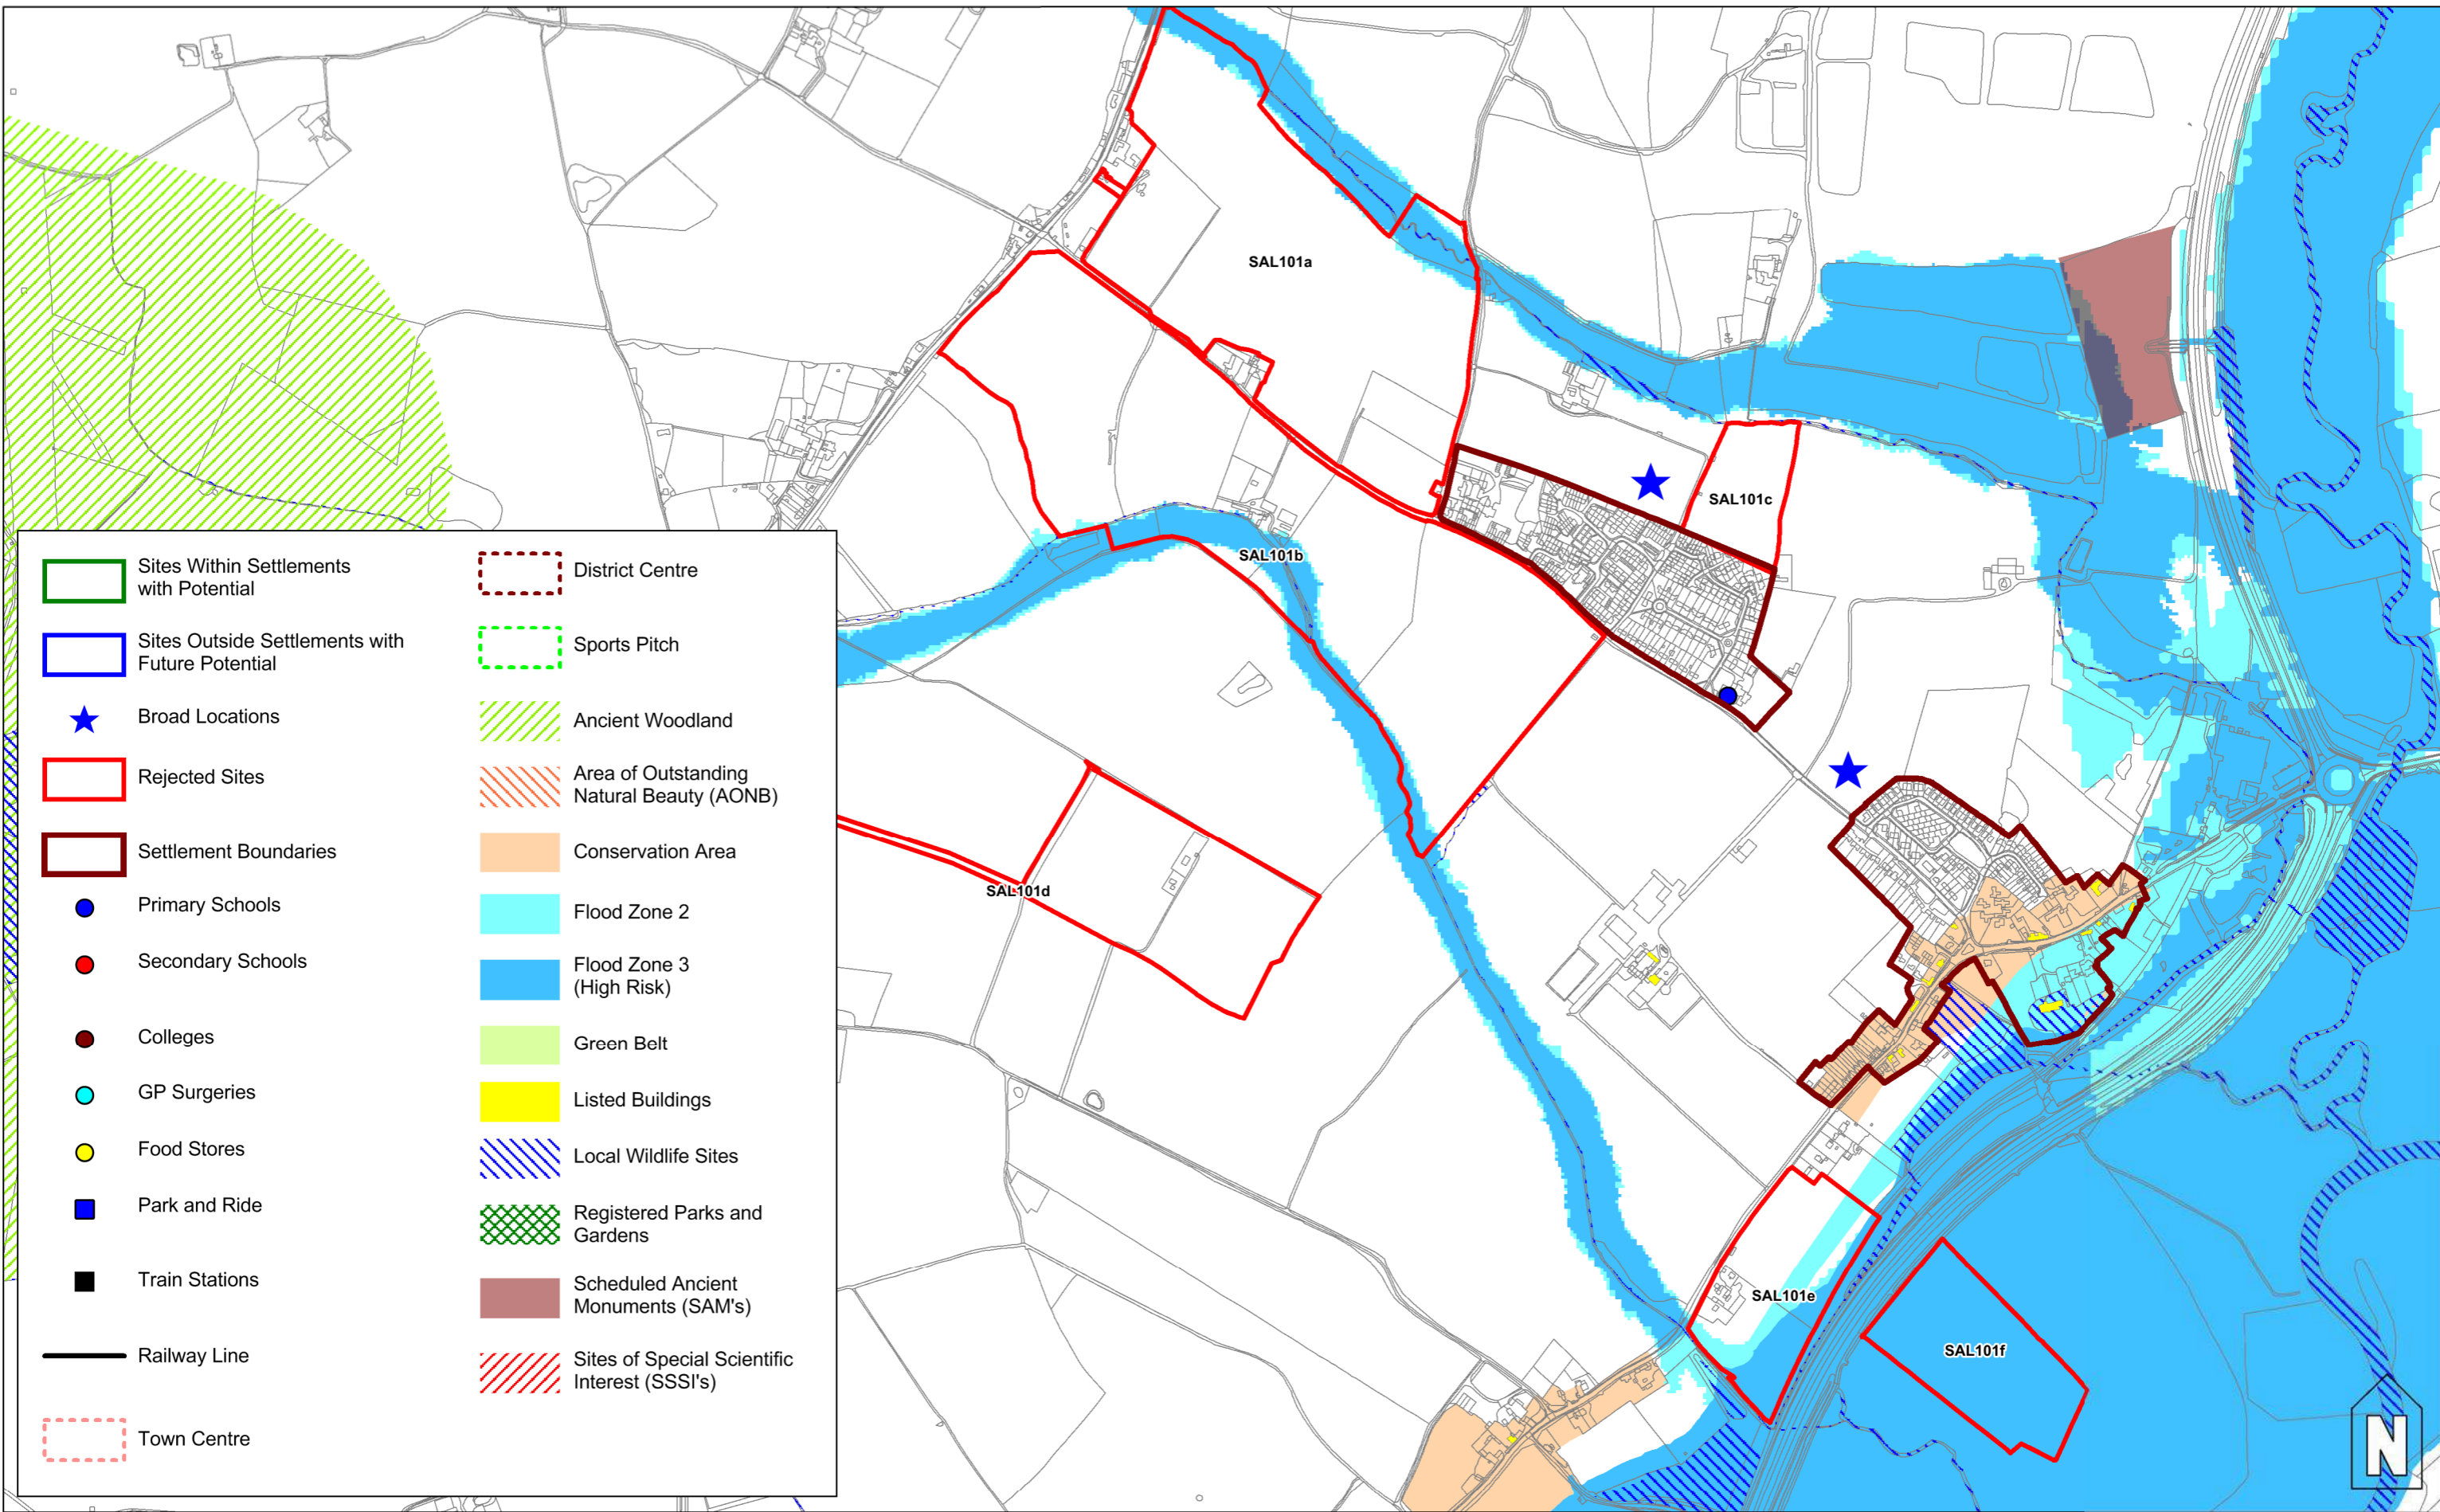 SAL101a
SAL101c
SAL101b
SAL101d
SAL101e
SAL101f
Sites Within Settlements
with Potential
Sites Outside Settlements with
Future Potential
Broad Locations
Rejected Sites
Settlement Boundaries
Primary Schools
Secondary Schools
Colleges
GP Surgeries
Food Stores
Park and Ride
Train Stations
Railway Line
Town Centre
District Centre
Sports Pitch
Ancient Woodland
Area of Outstanding
Natural Beauty (AONB)
Conservation Area
Flood Zone 2
Flood Zone 3
(High Risk)
Green Belt
Listed Buildings
Local Wildlife Sites
Registered Parks and
Gardens
Scheduled Ancient
Monuments (SAM's)
Sites of Special Scientific
Interest (SSSI's)
N